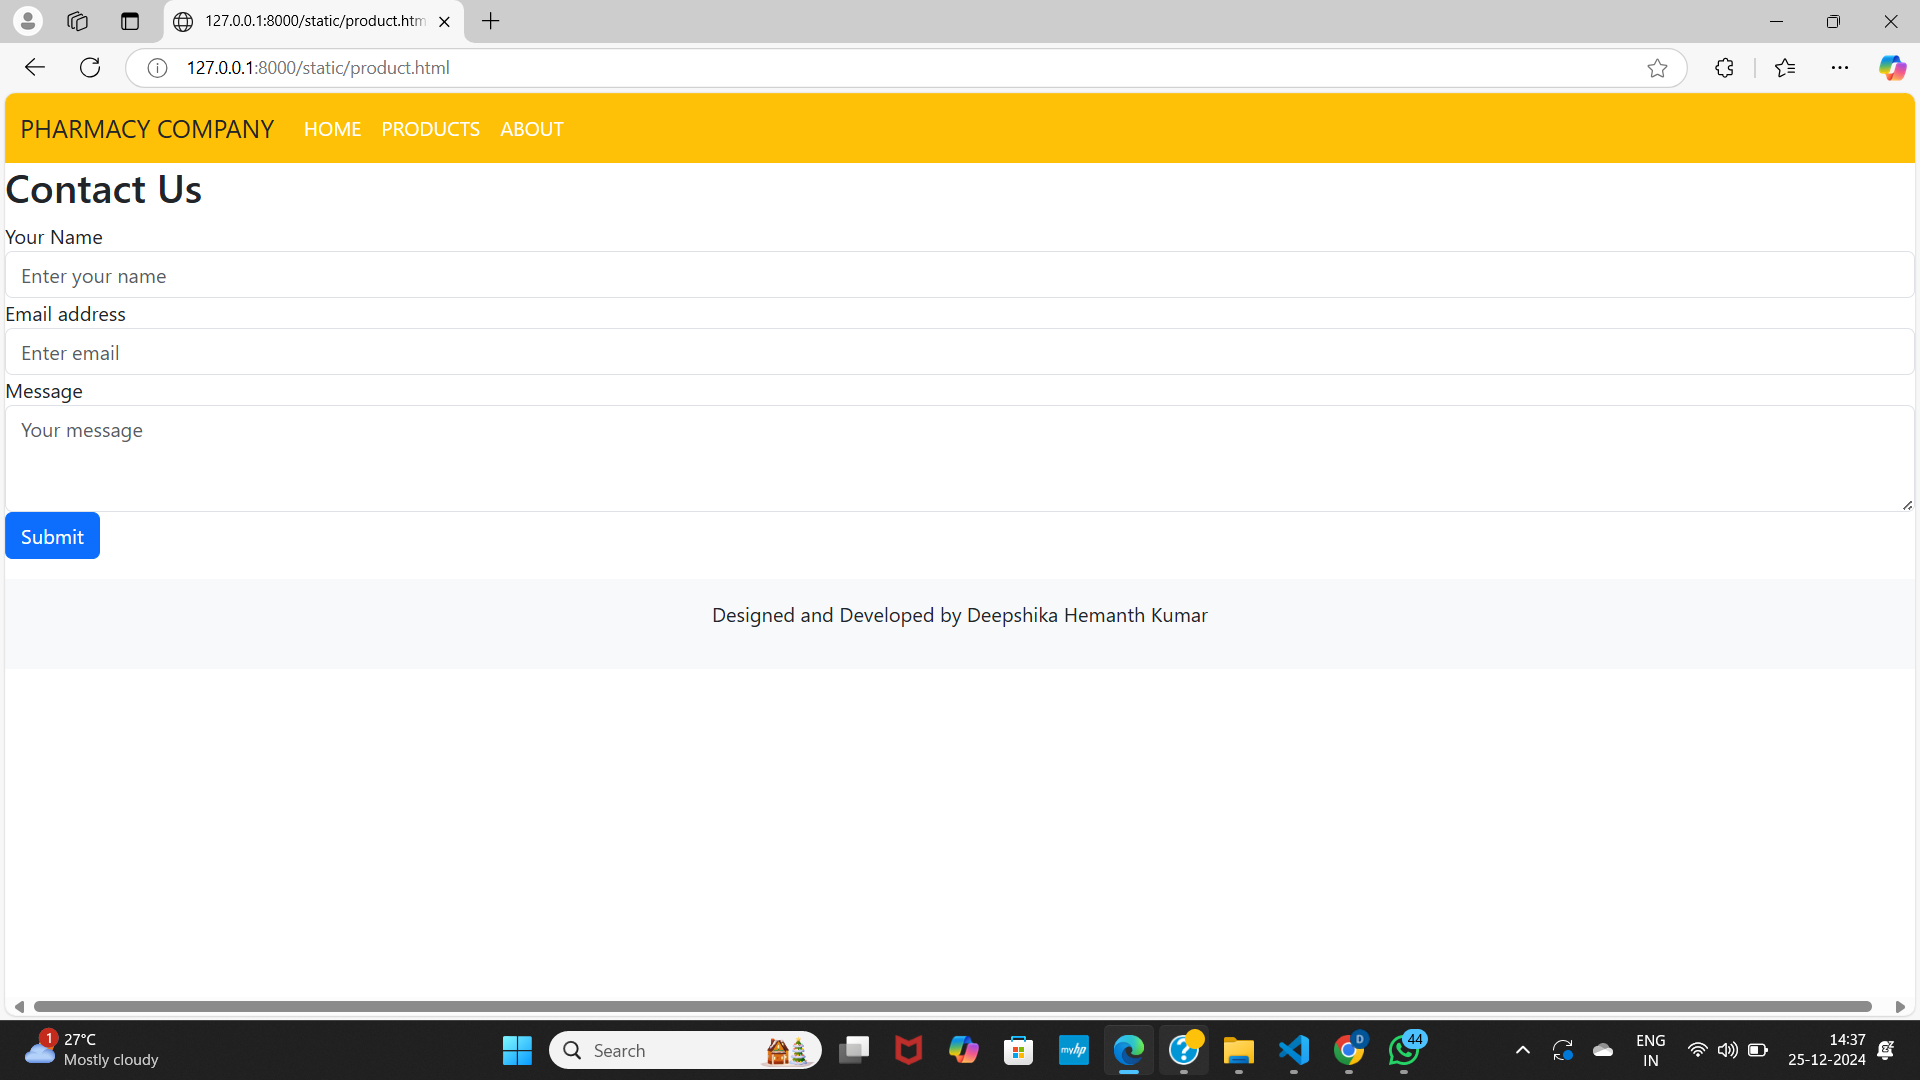 127.0.0.1:8000/static/product.htm
127.0.0.1:8000/static/product.html
PHARMACY COMPANY HOME PRODUCTS ABOUT
Contact Us
Your Name
Enter your name
Email address
Enter email
Message
Your message
Submit
Designed and Developed by Deepshika Hemanth Kumar
1
27°C
Mostly cloudy
Search
myhp
D
44
ENG
IN
14:37
25-12-2024